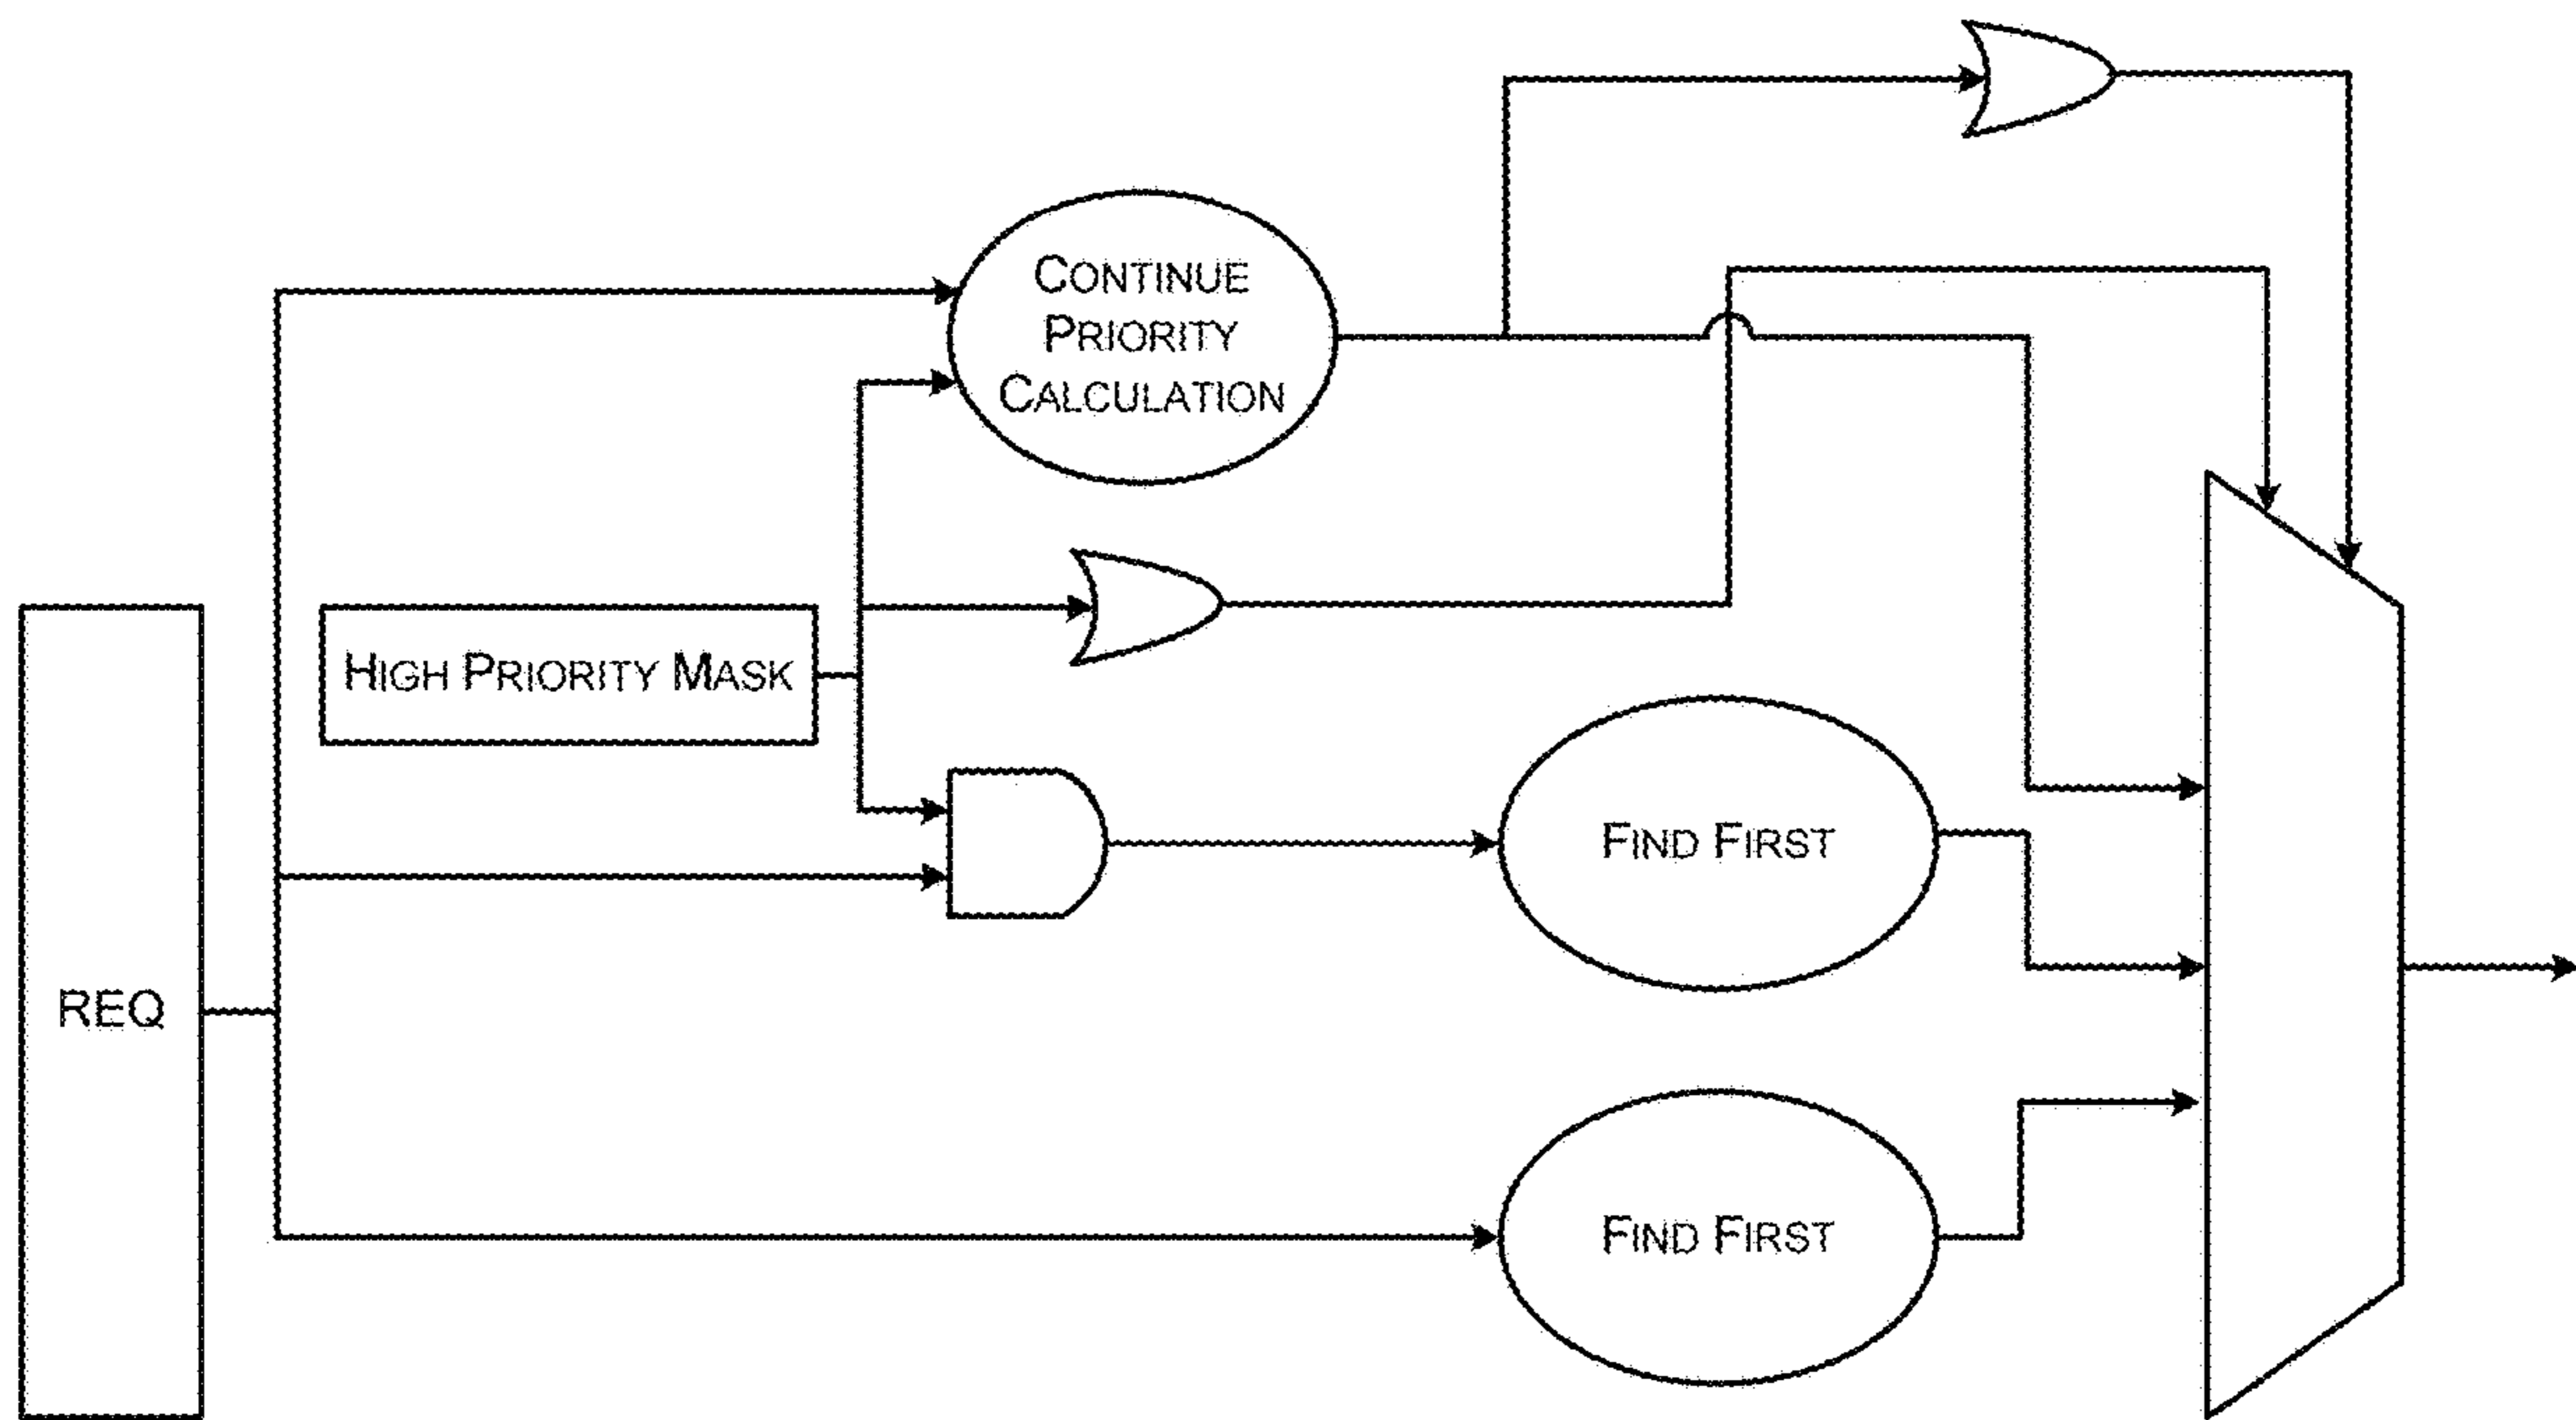 CONTINUE
PRIORITY
CALCULATION
HIGH PRIORITY MASK
FIND FIRST
REQ
FIND FIRST